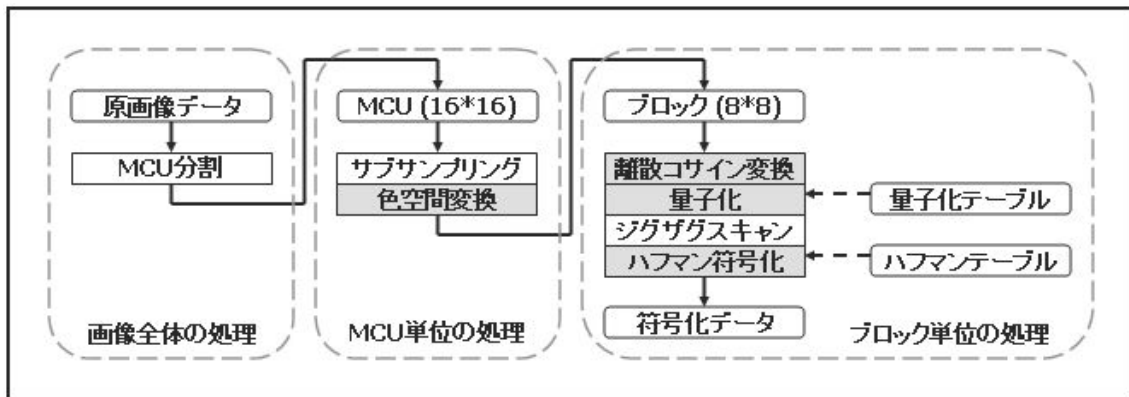 原画像データ
MCU分割
画像全体の処理
MCU (16*16)
サブサンプリング
色空間変換
MCU単位の処理
ブロック (8*8)
離散コサイン変換
量子化
ジグザグスキャン
ハフマン符号化
符号化データ
量子化テーブル
ハフマンテーブル
ブロック単位の処理